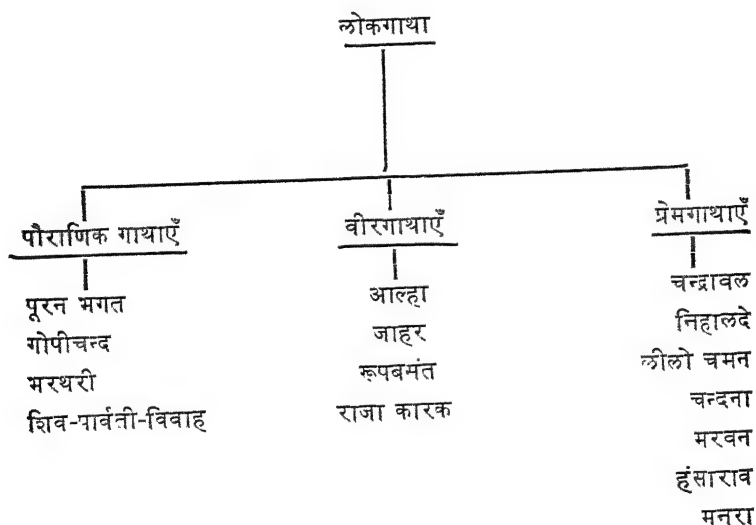 लोकगाथा
पौराणिक गाथाएँ
पूरन भगत
गोपीचन्द
भरथरी
शिव-पार्वती-विवाह
वीरगाथाएँ
आल्हा
जाहर
रूपबसंत
राजा कारक
प्रेमगाथाएँ
चन्द्रावल
निहालदे
लीलो चमन
चन्दना
मरवन
हंसाराव
मनरा